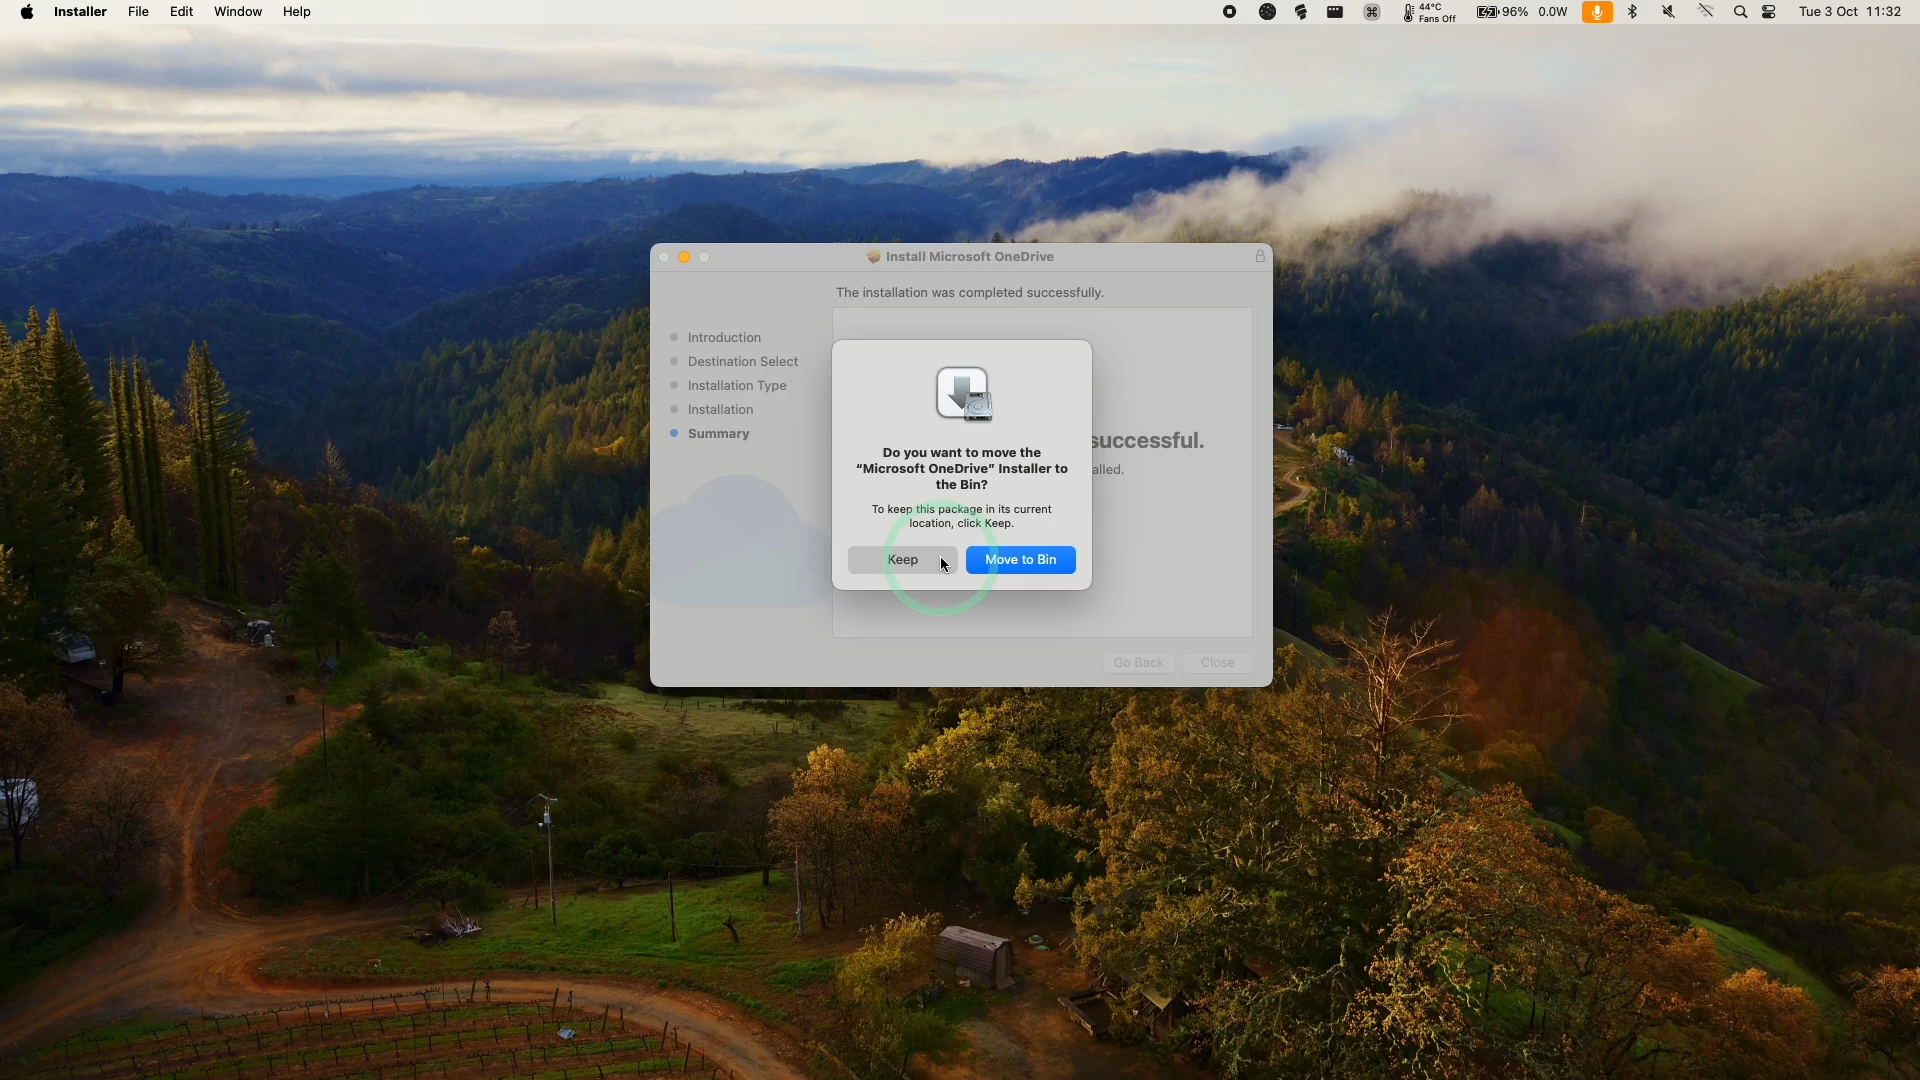 Installer File Edit Window Help
44°C
Fans Off
96% 0.0W
Tue 3 Oct 11:32
Install Microsoft OneDrive
The installation was completed successfully.
Introduction
Destination Select
Installation Type
Installation
Summary
successful.
alled.
Do you want to move the
“Microsoft OneDrive” Installer to
the Bin?
To keep this package in its current
location, click Keep.
Keep
Move to Bin
Go Back
Close